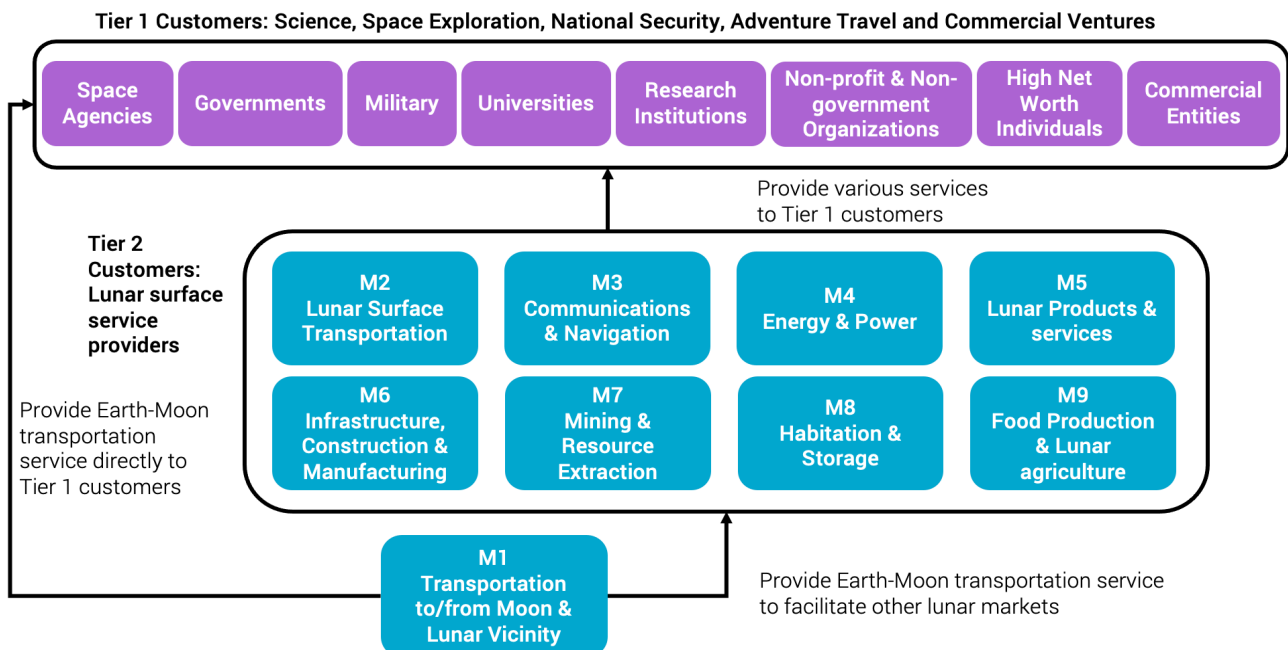 Tier 1 Customers: Science, Space Exploration, National Security, Adventure Travel and Commercial Ventures
Space
Agencies
Governments
Military
Universities
Research
Institutions
Non-profit & Non-
government
Organizations
High Net
Worth
Individuals
Commercial
Entities
Provide various services
to Tier 1 customers
Tier 2
Customers:
Lunar surface
service
providers
M2
Lunar Surface
Transportation
M3
Communications
& Navigation
M4
Energy & Power
M5
Lunar Products &
services
M6
Infrastructure,
Construction &
Manufacturing
M7
Mining &
Resource
Extraction
M8
Habitation &
Storage
M9
Food Production
& Lunar
agriculture
Provide Earth-Moon
transportation
service directly to
Tier 1 customers
M1
Transportation
to/from Moon &
Lunar Vicinity
Provide Earth-Moon transportation service
to facilitate other lunar markets